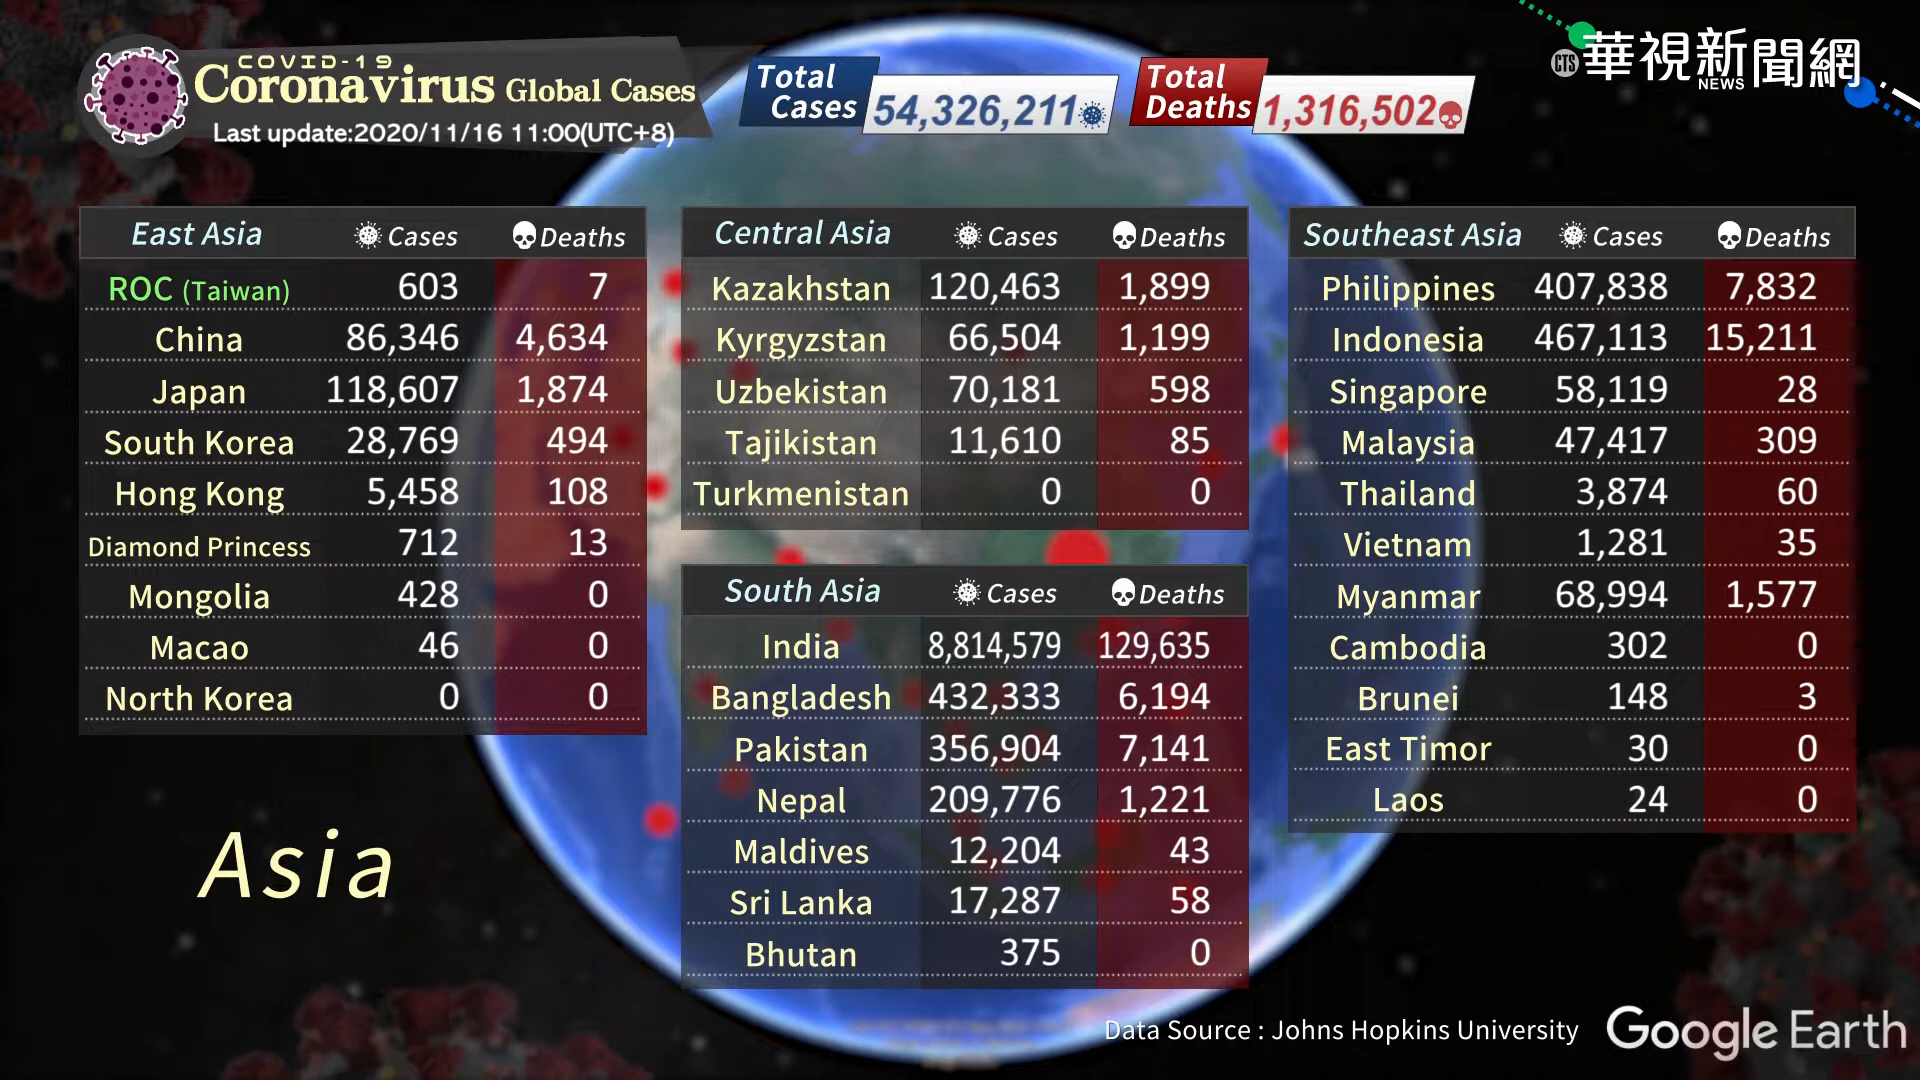 COVID-19
Coronavirus Global Cases
Last update:2020/11/16 11:00(UTC+8)
Total Cases 54,326,211
Total Deaths 1,316,502
CTS 華視新聞網
NEWS
East Asia Cases Deaths
ROC (Taiwan) 603 7
China 86,346 4,634
Japan 118,607 1,874
South Korea 28,769 494
Hong Kong 5,458 108
Diamond Princess 712 13
Mongolia 428 0
Macao 46 0
North Korea 0 0
Central Asia Cases Deaths
Kazakhstan 120,463 1,899
Kyrgyzstan 66,504 1,199
Uzbekistan 70,181 598
Tajikistan 11,610 85
Turkmenistan 0 0
South Asia Cases Deaths
India 8,814,579 129,635
Bangladesh 432,333 6,194
Pakistan 356,904 7,141
Nepal 209,776 1,221
Maldives 12,204 43
Sri Lanka 17,287 58
Bhutan 375 0
Southeast Asia Cases Deaths
Philippines 407,838 7,832
Indonesia 467,113 15,211
Singapore 58,119 28
Malaysia 47,417 309
Thailand 3,874 60
Vietnam 1,281 35
Myanmar 68,994 1,577
Cambodia 302 0
Brunei 148 3
East Timor 30 0
Laos 24 0
Asia
Data Source : Johns Hopkins University
Google Earth